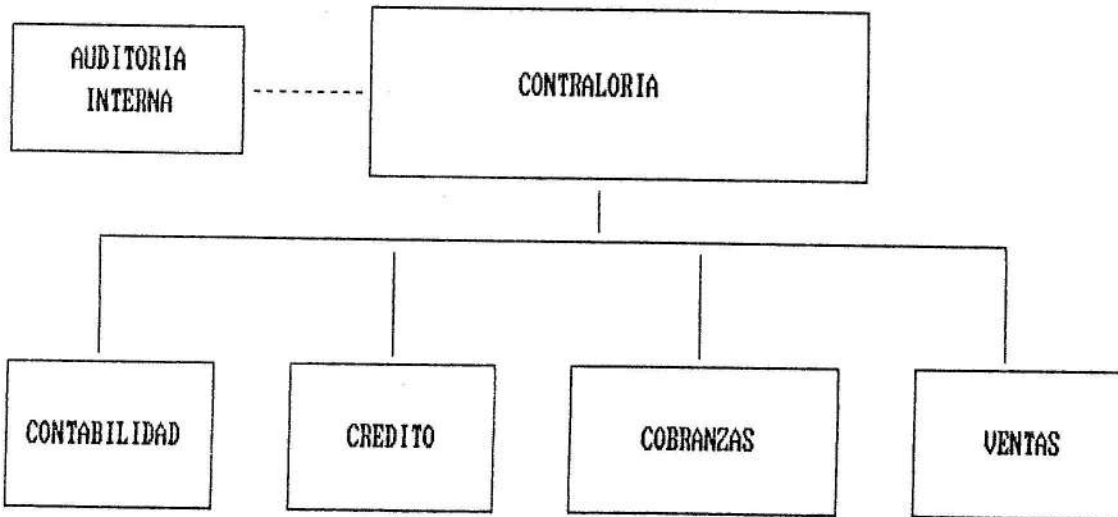 AUDITORIA
INTERNA
CONTRALORIA
CONTABILIDAD
CREDITO
COBRANZAS
VENTAS